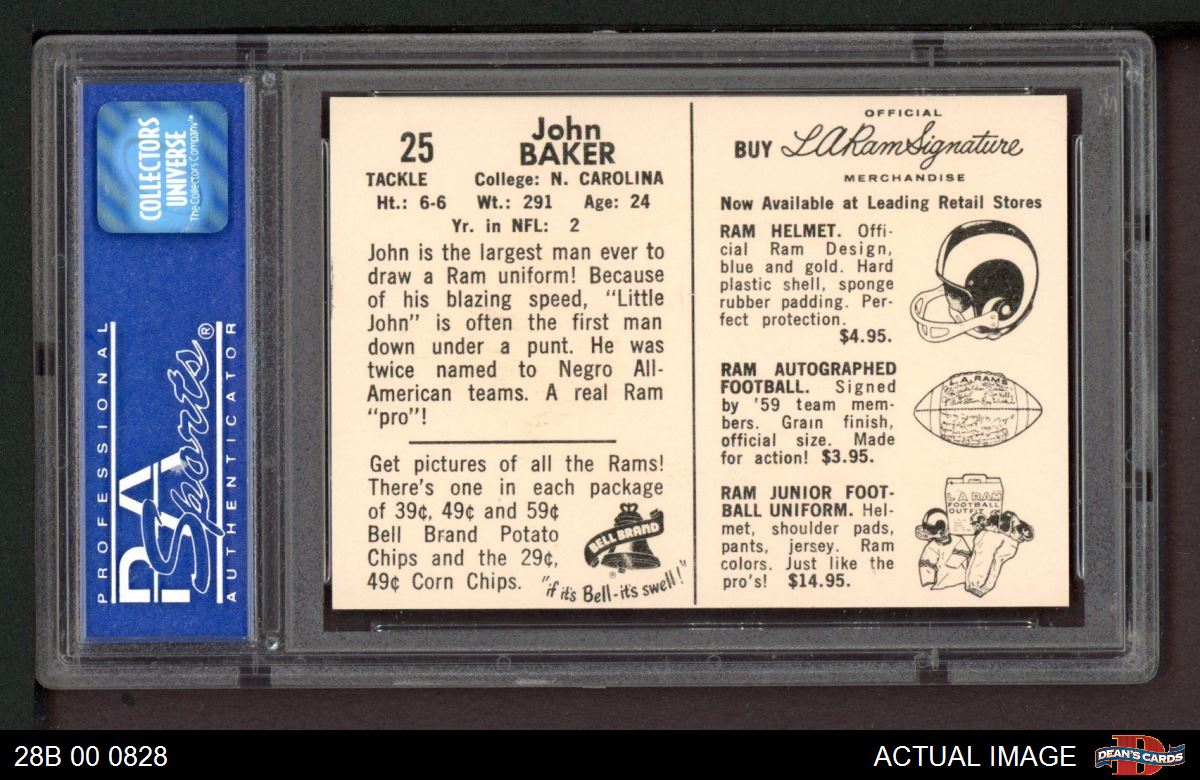 COLLECTORS
UNIVERSE
The Collectors Company™
PROFESSIONAL
PSA
Sports®
AUTHENTICATOR
25
John
BAKER
TACKLE College: N. CAROLINA
Ht.: 6-6 Wt.: 291 Age: 24
Yr. in NFL: 2
John is the largest man ever to
draw a Ram uniform! Because
of his blazing speed, “Little
John” is often the first man
down under a punt. He was
twice named to Negro All-
American teams. A real Ram
“pro”!
Get pictures of all the Rams!
There’s one in each package
of 39¢, 49¢ and 59¢
Bell Brand Potato
Chips and the 29¢,
49¢ Corn Chips.
BELL BRAND
®
"if it's Bell-it's swell!"
OFFICIAL
BUY LA Ram Signature
MERCHANDISE
Now Available at Leading Retail Stores
RAM HELMET. Offi-
cial Ram Design,
blue and gold. Hard
plastic shell, sponge
rubber padding. Per-
fect protection.
$4.95.
RAM AUTOGRAPHED
FOOTBALL. Signed
by ’59 team mem-
bers. Grain finish,
official size. Made
for action! $3.95.
L.A. RAMS
RAM JUNIOR FOOT-
BALL UNIFORM. Hel-
met, shoulder pads,
pants, jersey. Ram
colors. Just like the
pro’s! $14.95.
L A RAM
FOOTBALL
OUTFIT
28B 00 0828
ACTUAL IMAGE
DEAN'S CARDS